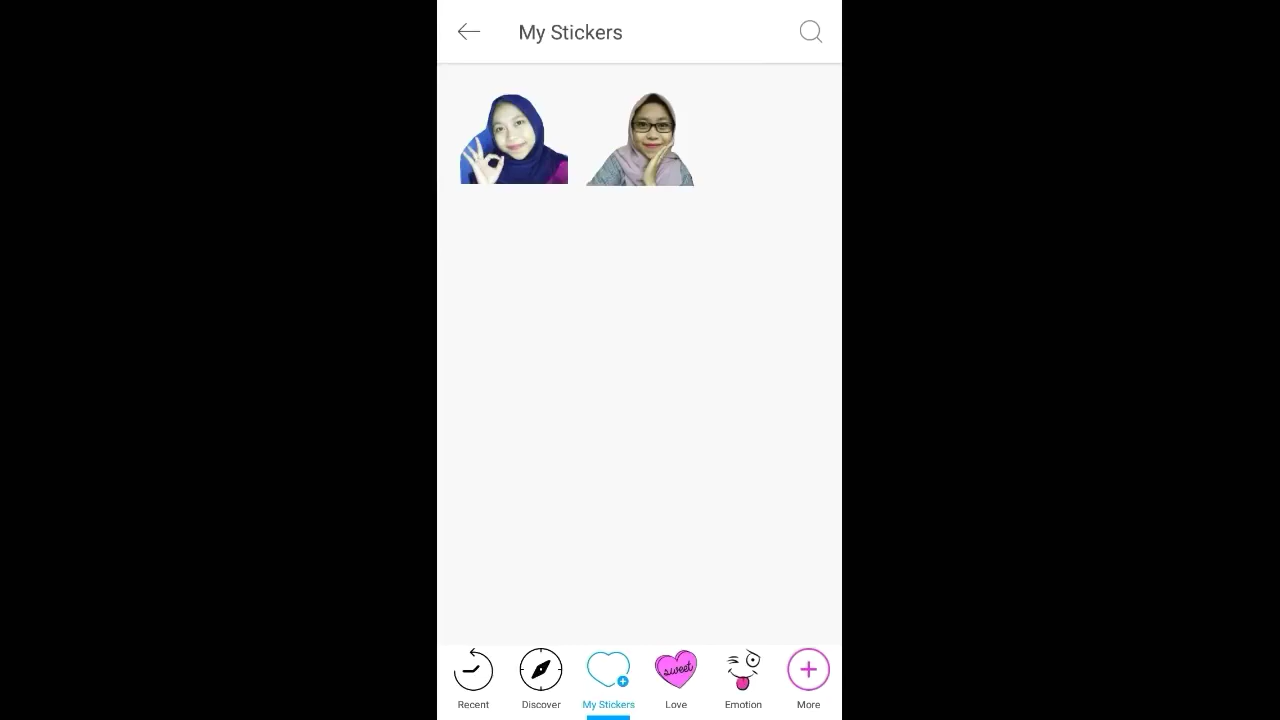 My Stickers
sweet
Recent
Discover
My Stickers
Love
Emotion
More